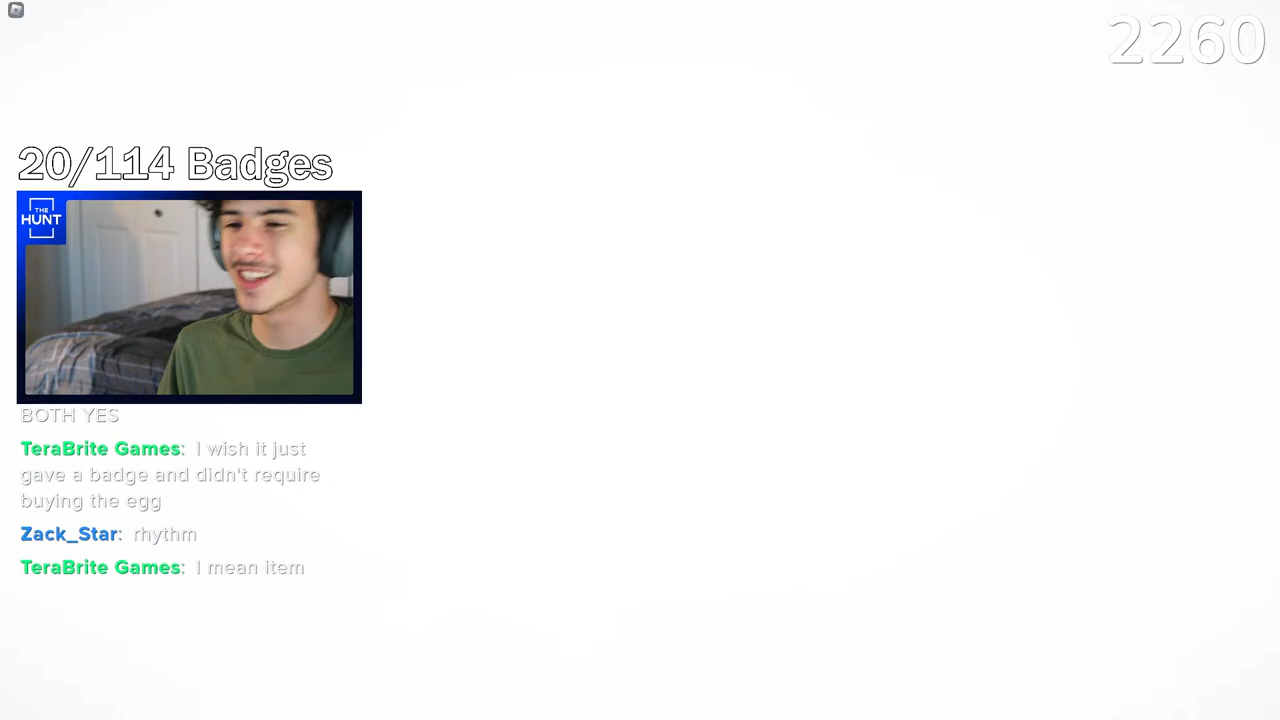 2260
20/114 Badges
THE
HUNT
BOTH YES
TeraBrite Games: I wish it just
gave a badge and didn't require
buying the egg
Zack_Star: rhythm
TeraBrite Games: I mean item